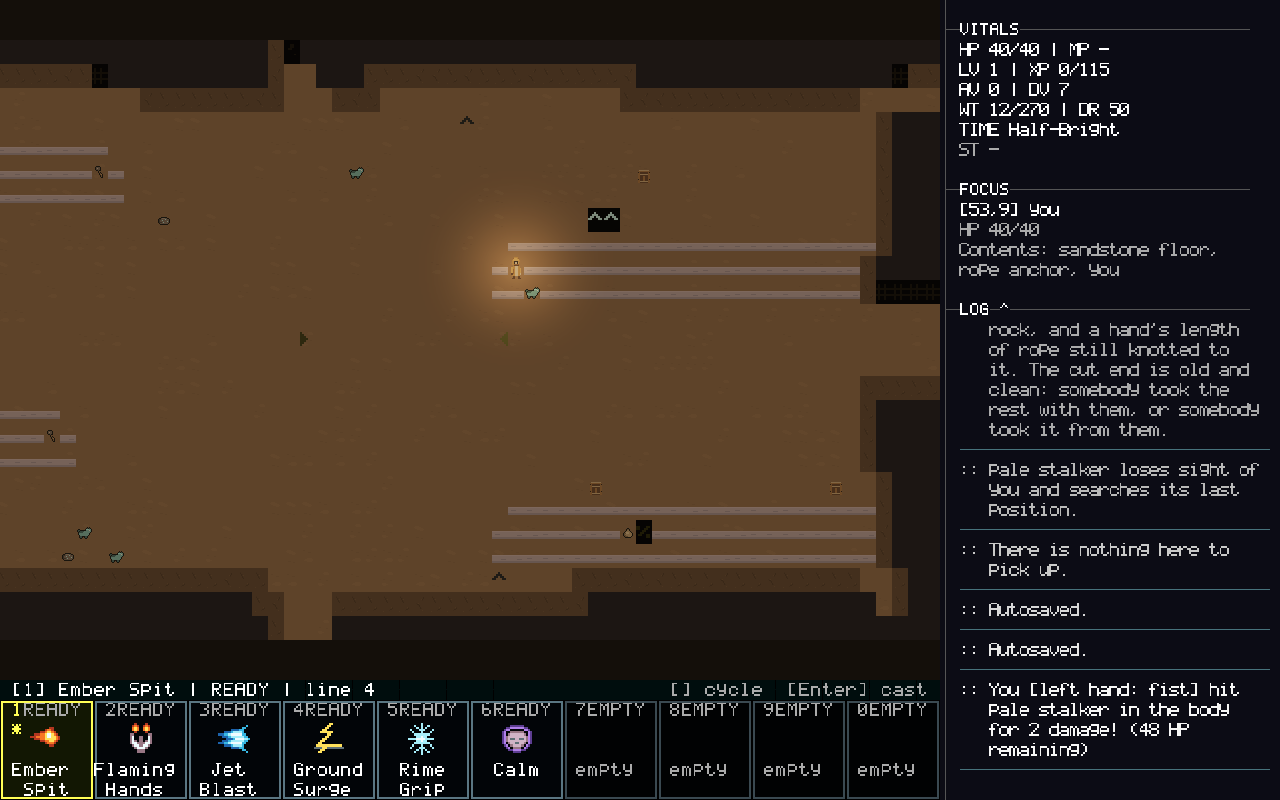 VITALS
HP 40/40 | MP -
LV 1 | XP 0/115
AV 0 | DV 7
WT 12/270 | DR 50
TIME Half-Bright
ST -
FOCUS
[53,9] You
HP 40/40
Contents: sandstone floor,
rope anchor, You
LOG ^
rock, and a hand's length
of rope still knotted to
it. The cut end is old and
clean: somebody took the
rest with them, or somebody
took it from them.
:: Pale stalker loses sight of
You and searches its last
Position.
:: There is nothing here to
Pick up.
:: Autosaved.
:: Autosaved.
:: You [left hand: fist] hit
Pale stalker in the body
for 2 damage! (48 HP
remaining)
[1] Ember Spit | READY | line 4
[] cycle [Enter] cast
1READY 2READY 3READY 4READY 5READY 6READY 7EMPTY 8EMPTY 9EMPTY 0EMPTY
*
Ember Flaming Jet Ground Rime Calm empty empty empty empty
Spit Hands Blast Surge Grip